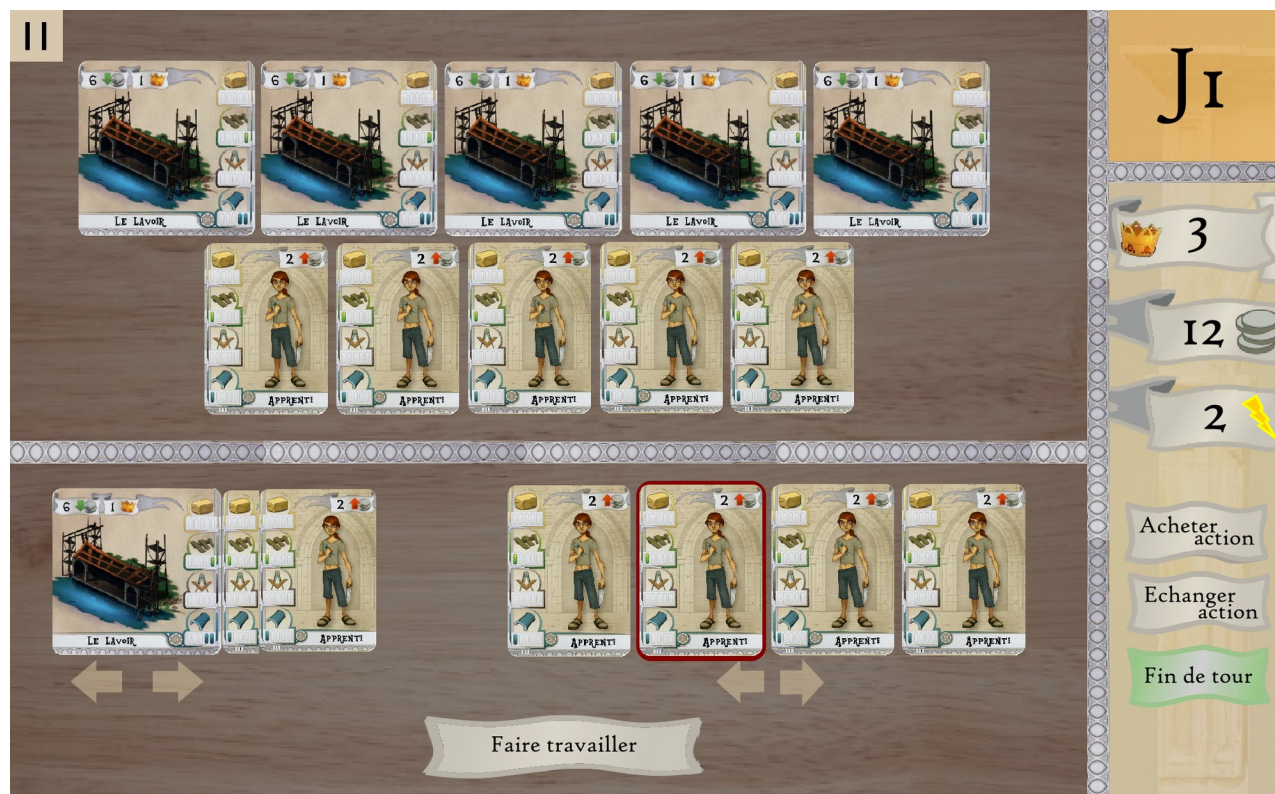 J1
6 1
6 1
6 1
6 1
6 1
Le Lavoir
Le Lavoir
Le Lavoir
Le Lavoir
Le Lavoir
3
2
2
2
2
2
12
Apprenti
Apprenti
Apprenti
Apprenti
Apprenti
2
6 1
2
2
2
2
2
Acheter
action
Echanger
action
Le Lavoir
Apprenti
Apprenti
Apprenti
Apprenti
Apprenti
Fin de tour
Faire travailler